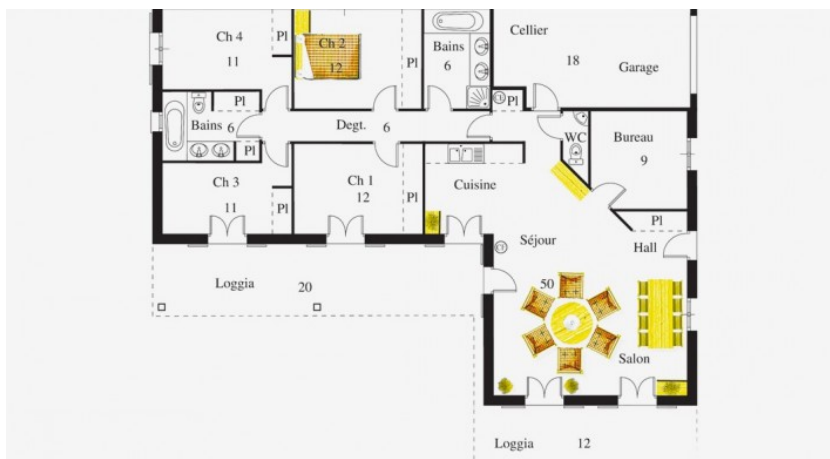 Ch 4
11
Pl
Ch 2
12
Pl
Bains
6
Cellier
18
Garage
Pl
Bains 6
Pl
Degt. 6
Pl
WC
Bureau
9
Ch 3
11
Pl
Ch 1
12
Pl
Cuisine
Pl
Séjour
Hall
Loggia 20
50
Salon
Loggia 12